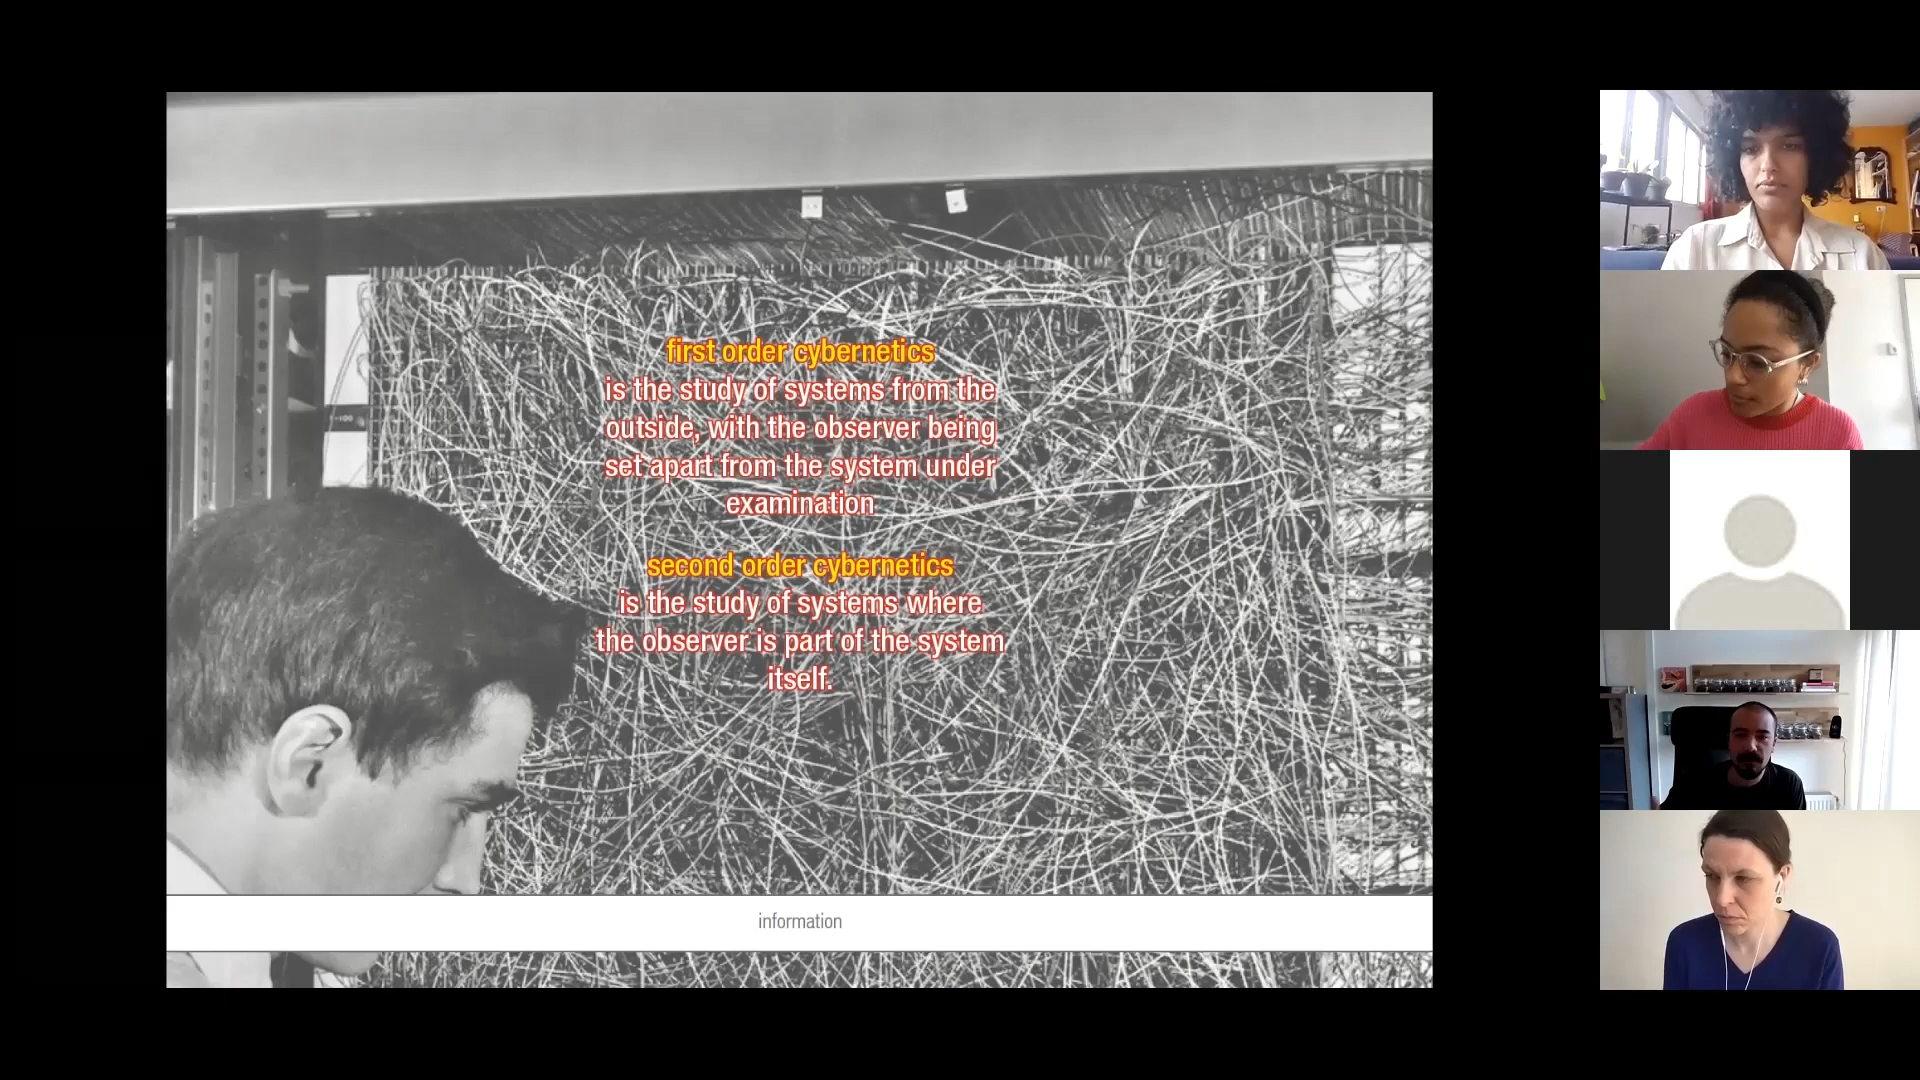 first order cybernetics
is the study of systems from the
outside, with the observer being
set apart from the system under
examination
second order cybernetics
is the study of systems where
the observer is part of the system
itself.
information